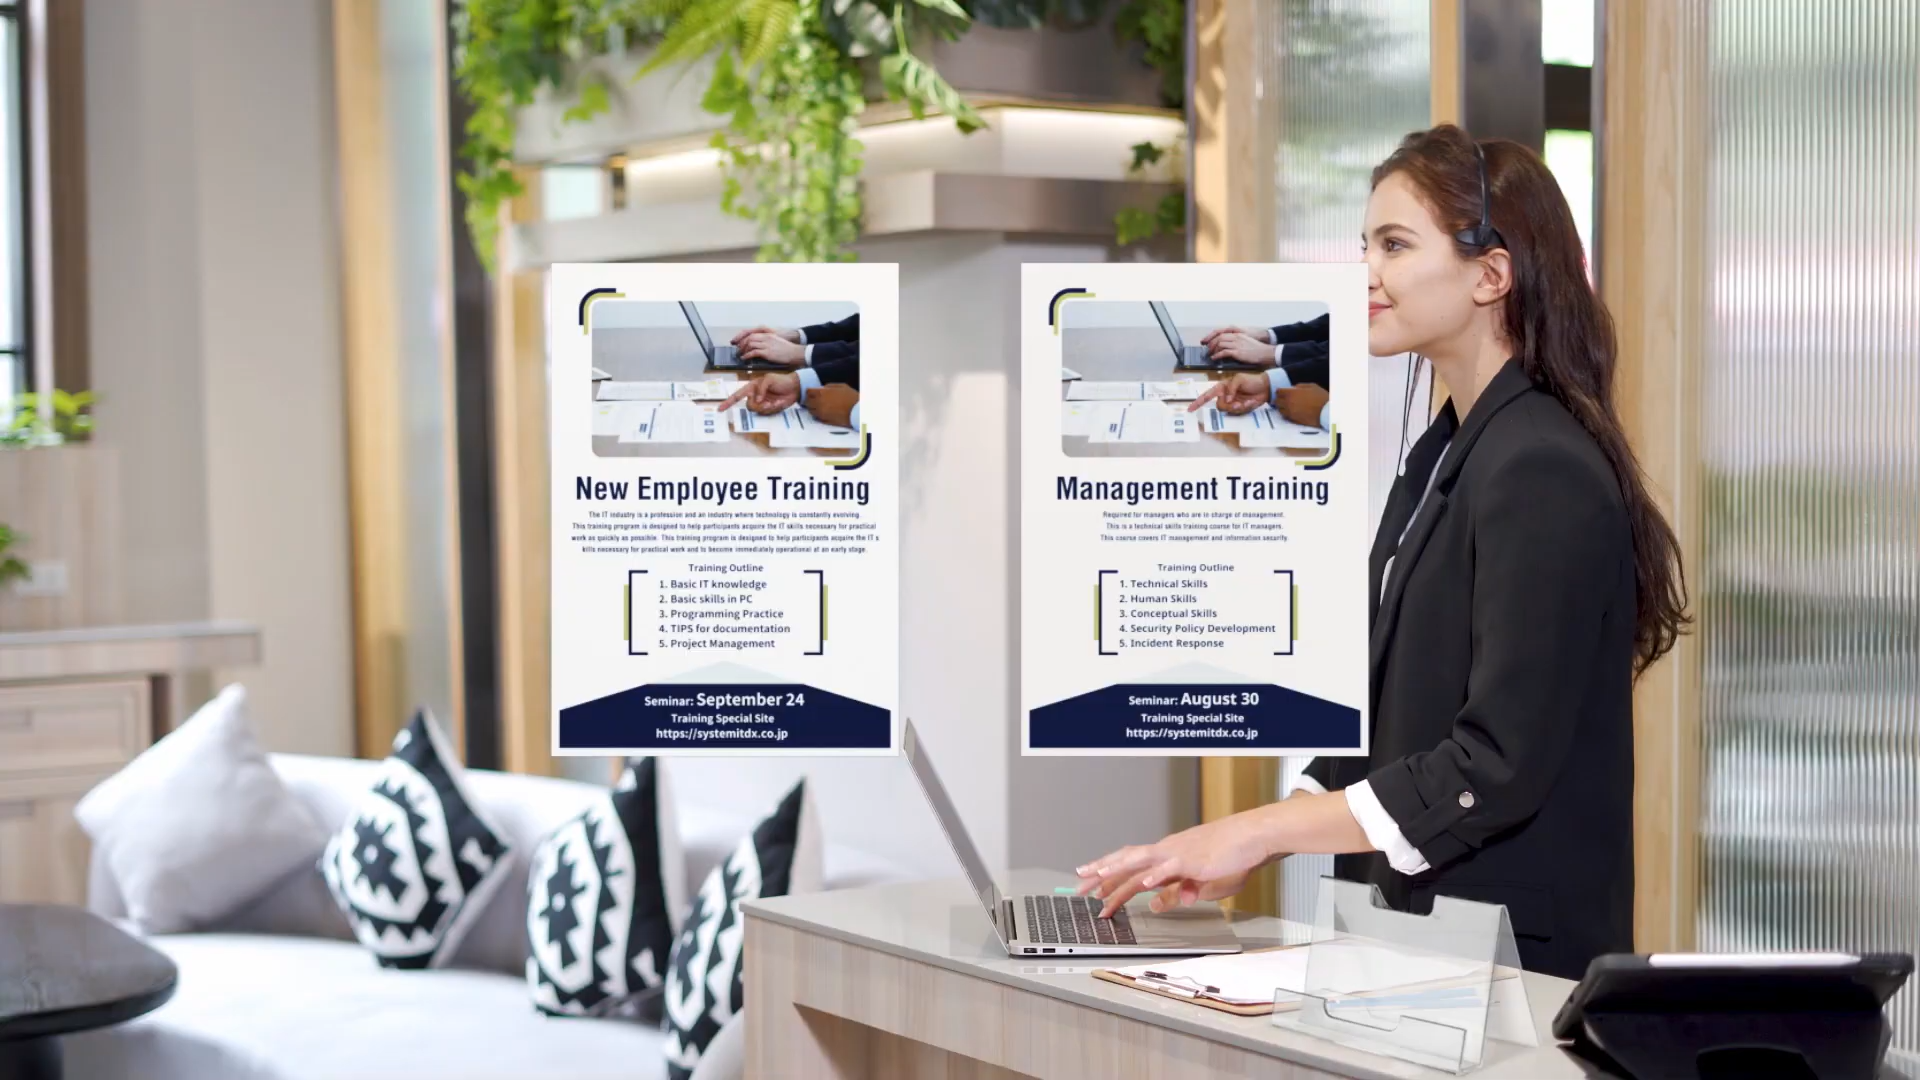 New Employee Training
The IT industry is a profession and an industry where technology is constantly evolving.
This training program is designed to help participants acquire the IT skills necessary for practical
work as quickly as possible. This training program is designed to help participants acquire the IT s
kills necessary for practical work and to become immediately operational at an early stage.
Training Outline
1. Basic IT knowledge
2. Basic skills in PC
3. Programming Practice
4. TIPS for documentation
5. Project Management
Seminar: September 24
Training Special Site
https://systemitdx.co.jp
Management Training
Required for managers who are in charge of management.
This is a technical skills training course for IT managers.
This course covers IT management and information security.
Training Outline
1. Technical Skills
2. Human Skills
3. Conceptual Skills
4. Security Policy Development
5. Incident Response
Seminar: August 30
Training Special Site
https://systemitdx.co.jp